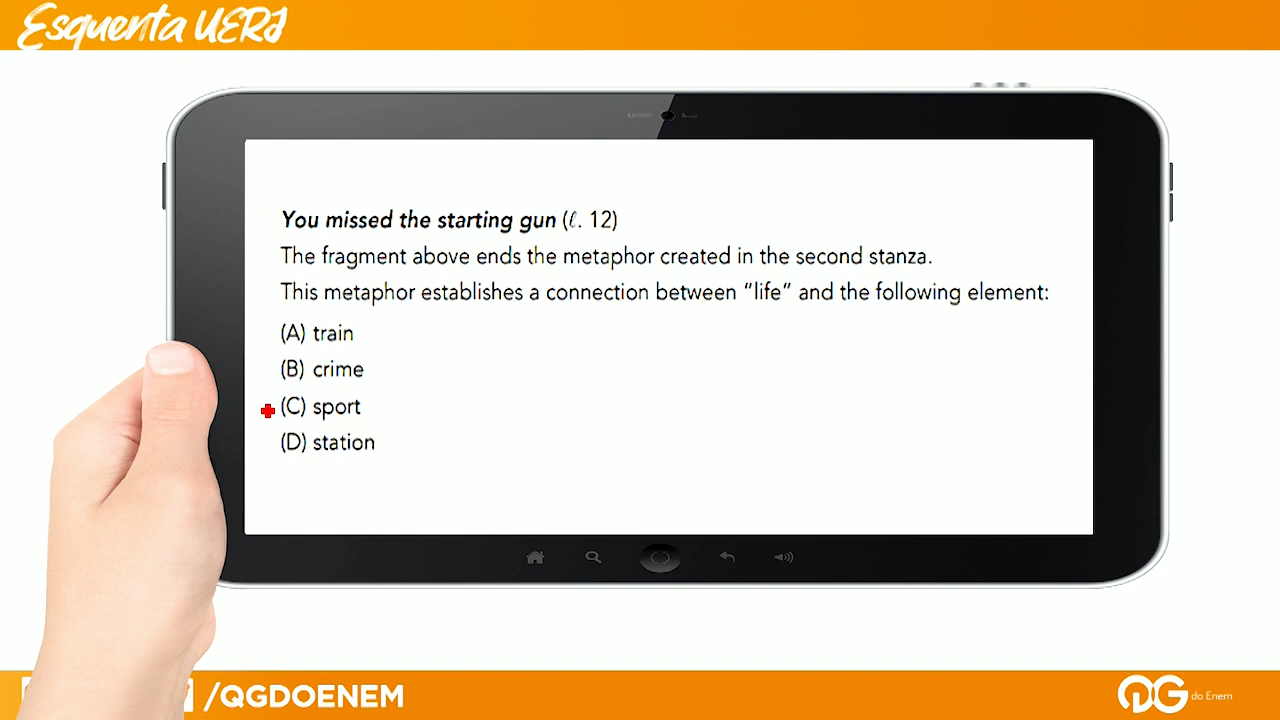 Esquenta UERJ
You missed the starting gun (ℓ. 12)
The fragment above ends the metaphor created in the second stanza.
This metaphor establishes a connection between “life” and the following element:
(A) train
(B) crime
(C) sport
(D) station
/QGDOENEM
QG do Enem